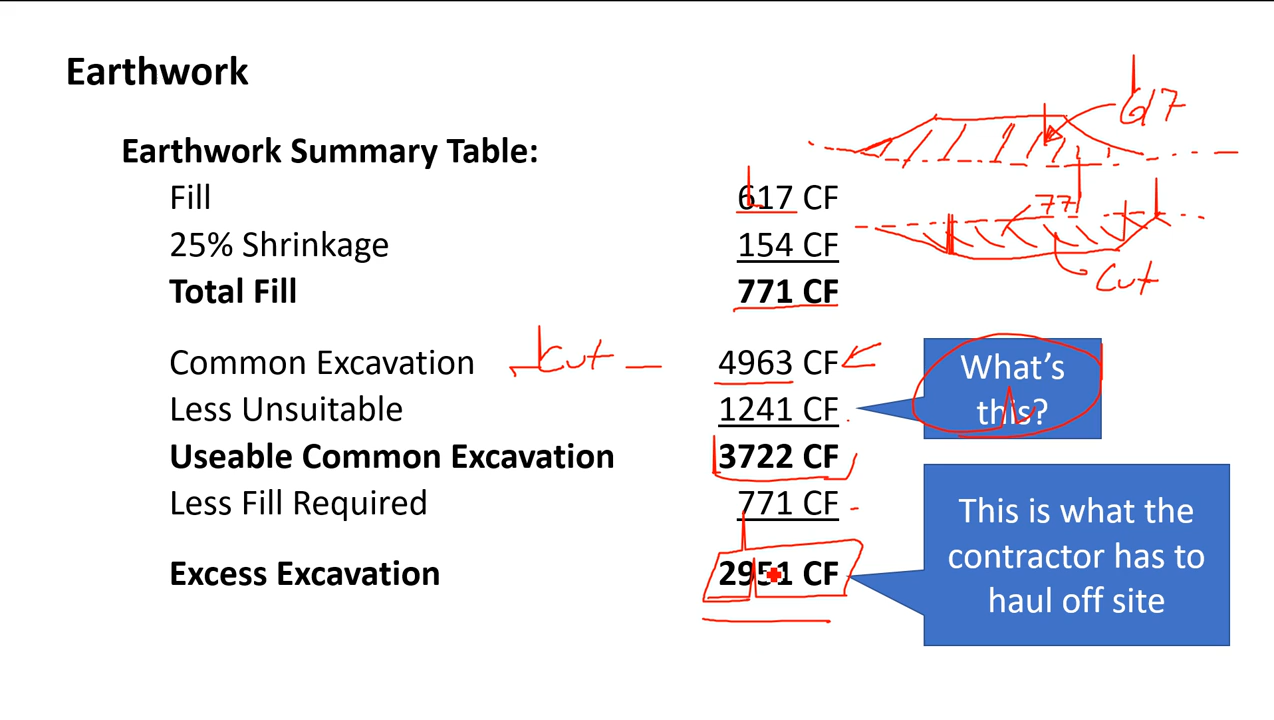 Earthwork
Earthwork Summary Table:
Fill 617 CF
25% Shrinkage 154 CF
Total Fill 771 CF
Common Excavation Cut 4963 CF
Less Unsuitable 1241 CF
Useable Common Excavation 3722 CF
Less Fill Required 771 CF
Excess Excavation 2951 CF
617
771
Cut
What's
this?
This is what the
contractor has to
haul off site